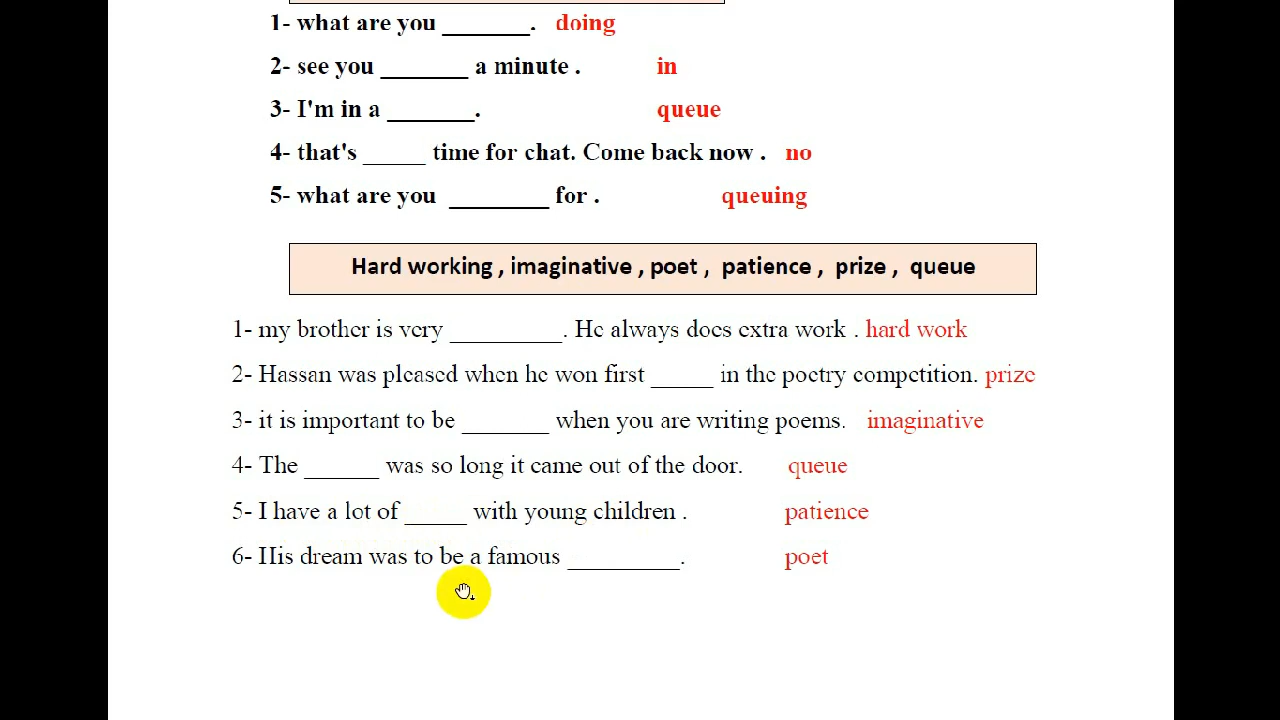 1- what are you _______. doing
2- see you _______ a minute . in
3- I'm in a _______. queue
4- that's _____ time for chat. Come back now . no
5- what are you ________ for . queuing
Hard working , imaginative , poet , patience , prize , queue
1- my brother is very _________. He always does extra work . hard work
2- Hassan was pleased when he won first _____ in the poetry competition. prize
3- it is important to be _______ when you are writing poems. imaginative
4- The ______ was so long it came out of the door. queue
5- I have a lot of _____ with young children . patience
6- His dream was to be a famous _________. poet